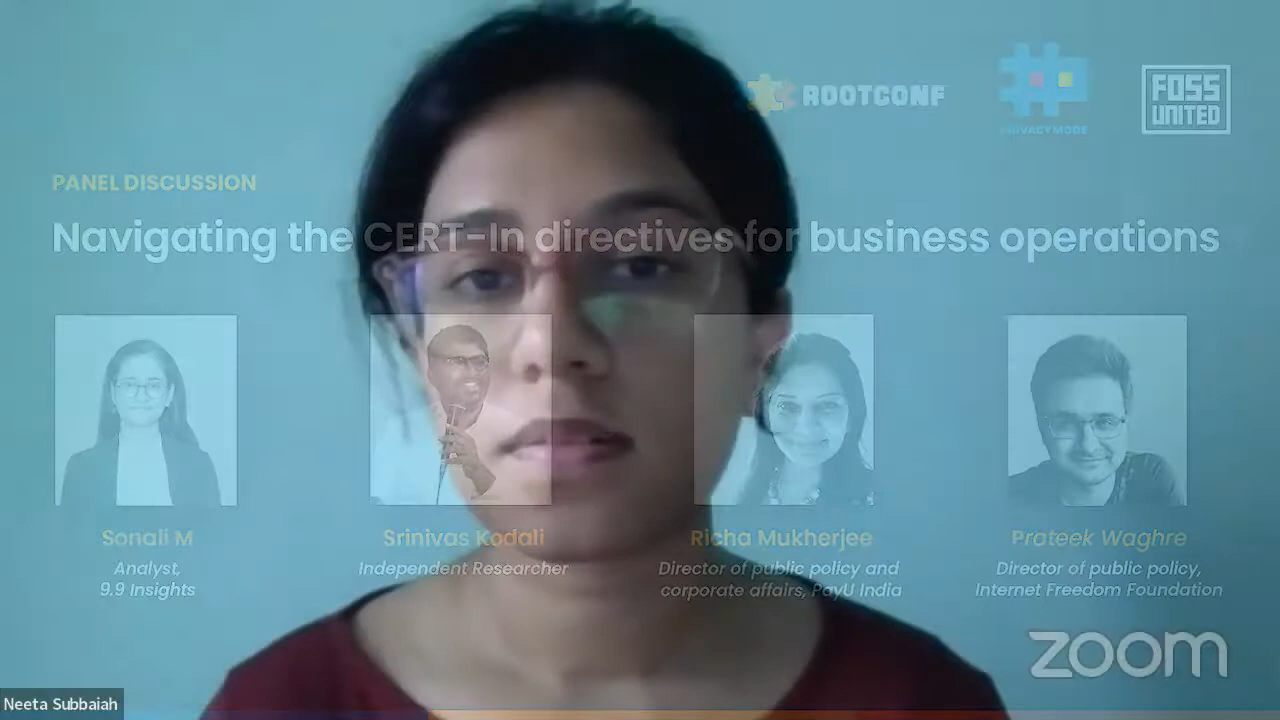 ROOTCONF
PRIVACYMODE
FOSS
UNITED
PANEL DISCUSSION
Navigating the CERT-In directives for business operations
Sonali M
Analyst,
9.9 Insights
Srinivas Kodali
Independent Researcher
Richa Mukherjee
Director of public policy and
corporate affairs, PayU India
Prateek Waghre
Director of public policy,
Internet Freedom Foundation
zoom
Neeta Subbaiah